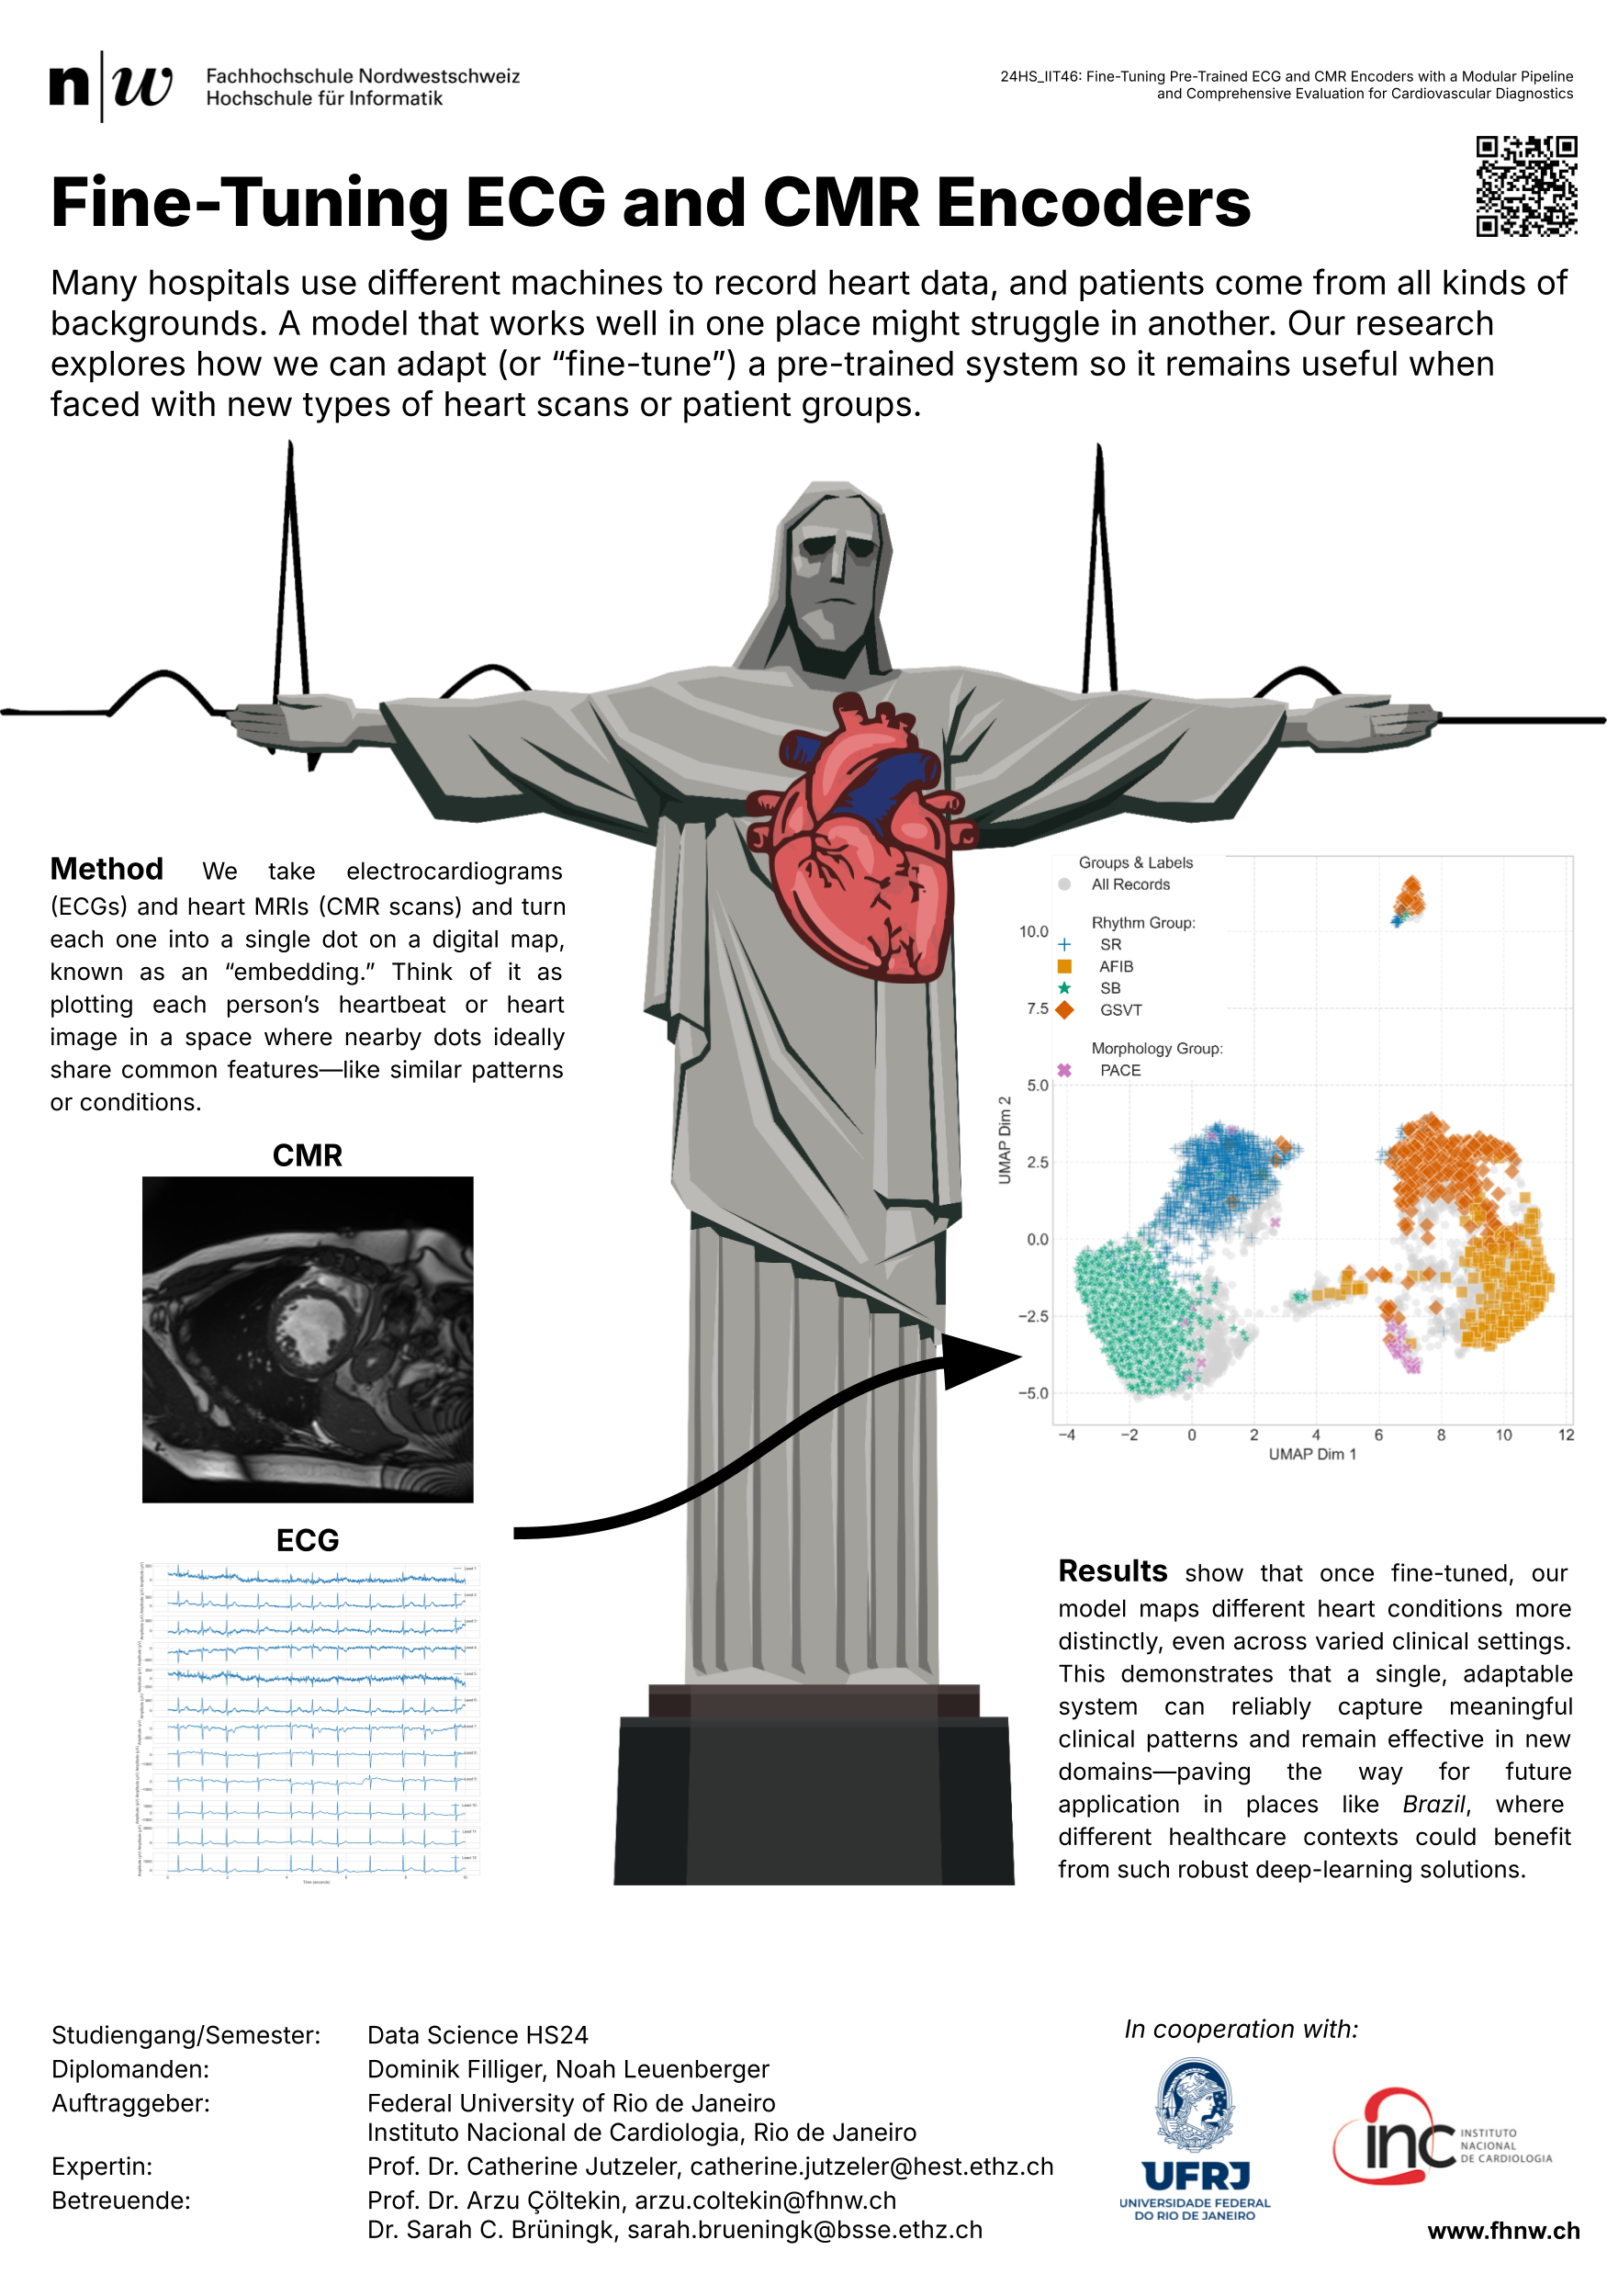 n|w
Fachhochschule Nordwestschweiz
Hochschule für Informatik
24HS_IIT46: Fine-Tuning Pre-Trained ECG and CMR Encoders with a Modular Pipeline
and Comprehensive Evaluation for Cardiovascular Diagnostics
Fine-Tuning ECG and CMR Encoders
Many hospitals use different machines to record heart data, and patients come from all kinds of
backgrounds. A model that works well in one place might struggle in another. Our research
explores how we can adapt (or “fine-tune”) a pre-trained system so it remains useful when
faced with new types of heart scans or patient groups.
Method We take electrocardiograms
(ECGs) and heart MRIs (CMR scans) and turn
each one into a single dot on a digital map,
known as an “embedding.” Think of it as
plotting each person’s heartbeat or heart
image in a space where nearby dots ideally
share common features—like similar patterns
or conditions.
CMR
ECG
Time (seconds)
Groups & Labels
All Records
Rhythm Group:
SR
AFIB
SB
GSVT
Morphology Group:
PACE
10.0
7.5
5.0
2.5
0.0
−2.5
−5.0
UMAP Dim 2
−4 −2 0 2 4 6 8 10 12
UMAP Dim 1
Results show that once fine-tuned, our
model maps different heart conditions more
distinctly, even across varied clinical settings.
This demonstrates that a single, adaptable
system can reliably capture meaningful
clinical patterns and remain effective in new
domains—paving the way for future
application in places like Brazil, where
different healthcare contexts could benefit
from such robust deep-learning solutions.
Studiengang/Semester: Data Science HS24
Diplomanden: Dominik Filliger, Noah Leuenberger
Auftraggeber: Federal University of Rio de Janeiro
Instituto Nacional de Cardiologia, Rio de Janeiro
Expertin: Prof. Dr. Catherine Jutzeler, catherine.jutzeler@hest.ethz.ch
Betreuende: Prof. Dr. Arzu Çöltekin, arzu.coltekin@fhnw.ch
Dr. Sarah C. Brüningk, sarah.brueningk@bsse.ethz.ch
In cooperation with:
UFRJ
UNIVERSIDADE FEDERAL
DO RIO DE JANEIRO
inc
INSTITUTO
NACIONAL
DE CARDIOLOGIA
www.fhnw.ch